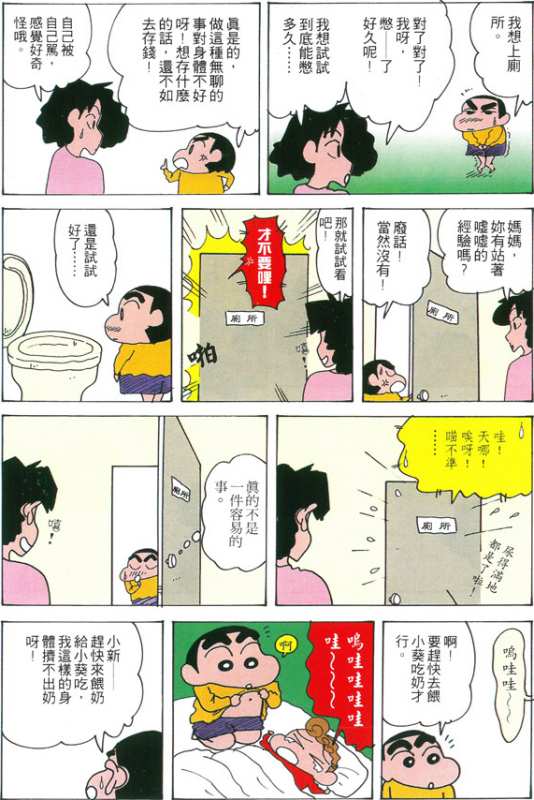 我想上廁
所。
對了對了！
我呀，
憋─了
好久呢！
我想試試
到底能憋
多久……
眞是的，
做這種無聊的
事對身體不好
呀！想存什麼
的話，還不如
去存錢！
自己被
自己罵，
感覺好奇
怪哦。
媽媽，
妳有站著
噓噓的
經驗嗎？
廢話！
當然沒有！
廁所
那就試試看
吧！
才不要哩！
廁所
嘻！
啪
還是試試
好了……
哇！
天哪！
唉呀！
瞄不準
……
廁所
尿得滿地
都是了啦！
眞的不是
一件容易的
事。
廁所
嘻！
嗚哇哇～～
啊！
要趕快去餵
小葵吃奶才
行。
嗚哇哇哇哇
哇～～～～
啊
小新──
趕快來餵奶
給小葵吃，
我這樣的身
體擠不出奶
呀！